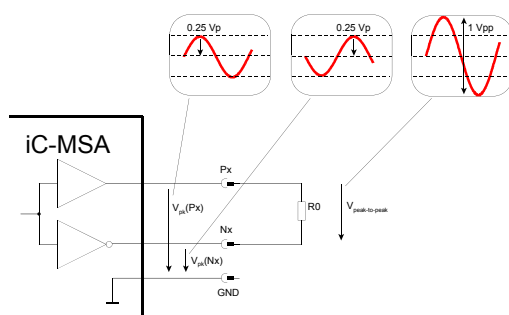 0.25 Vp
0.25 Vp
1 Vpp
iC-MSA
Px
Vpk(Px)
R0
Vpeak-to-peak
Nx
Vpk(Nx)
GND